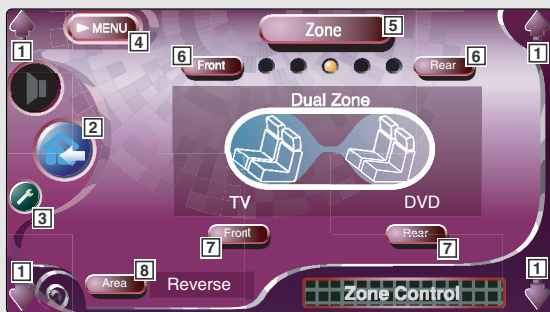 MENU
Zone
5
1
4
1
6
Front
Rear
6
Dual Zone
2
TV
DVD
3
Front
Rear
7
7
1
8
1
Area
Reverse
Zone Control